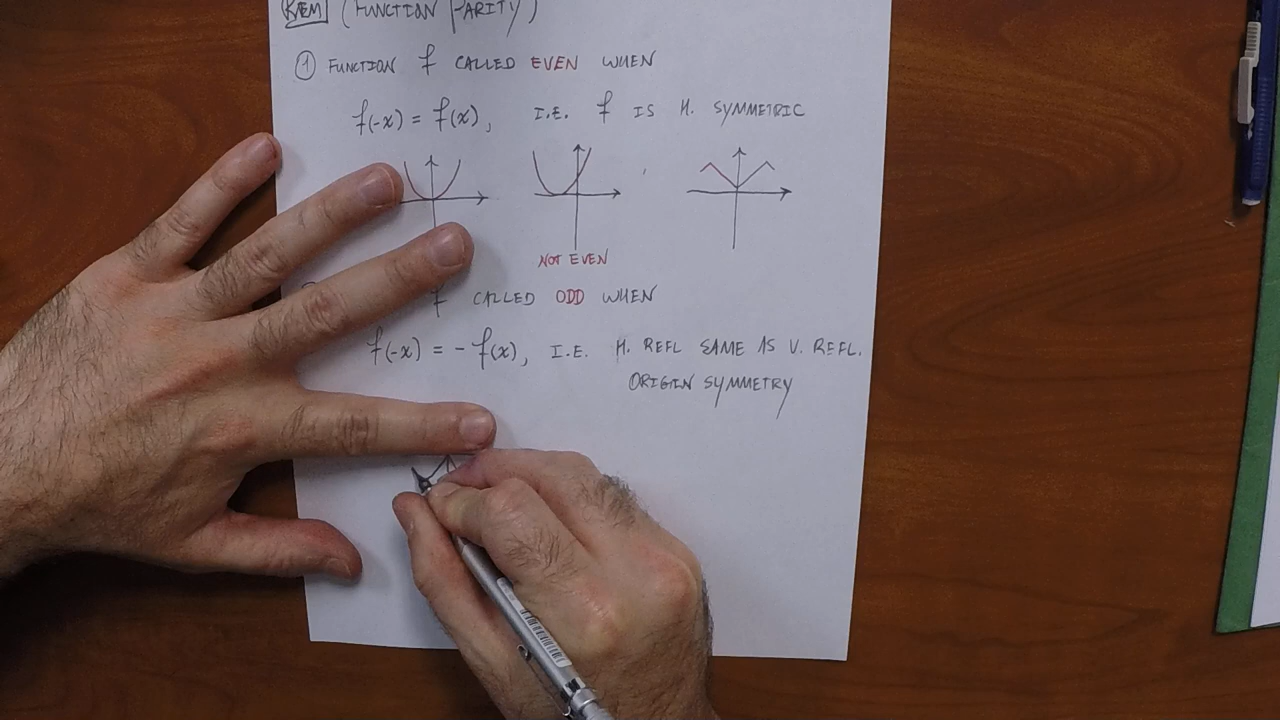 REM (FUNCTION PARITY)
① FUNCTION f CALLED EVEN WHEN
f(-x) = f(x), I.E. f IS H. SYMMETRIC
NOT EVEN
f CALLED ODD WHEN
f(-x) = - f(x), I.E. H. REFL SAME AS V. REFL.
ORIGIN SYMMETRY